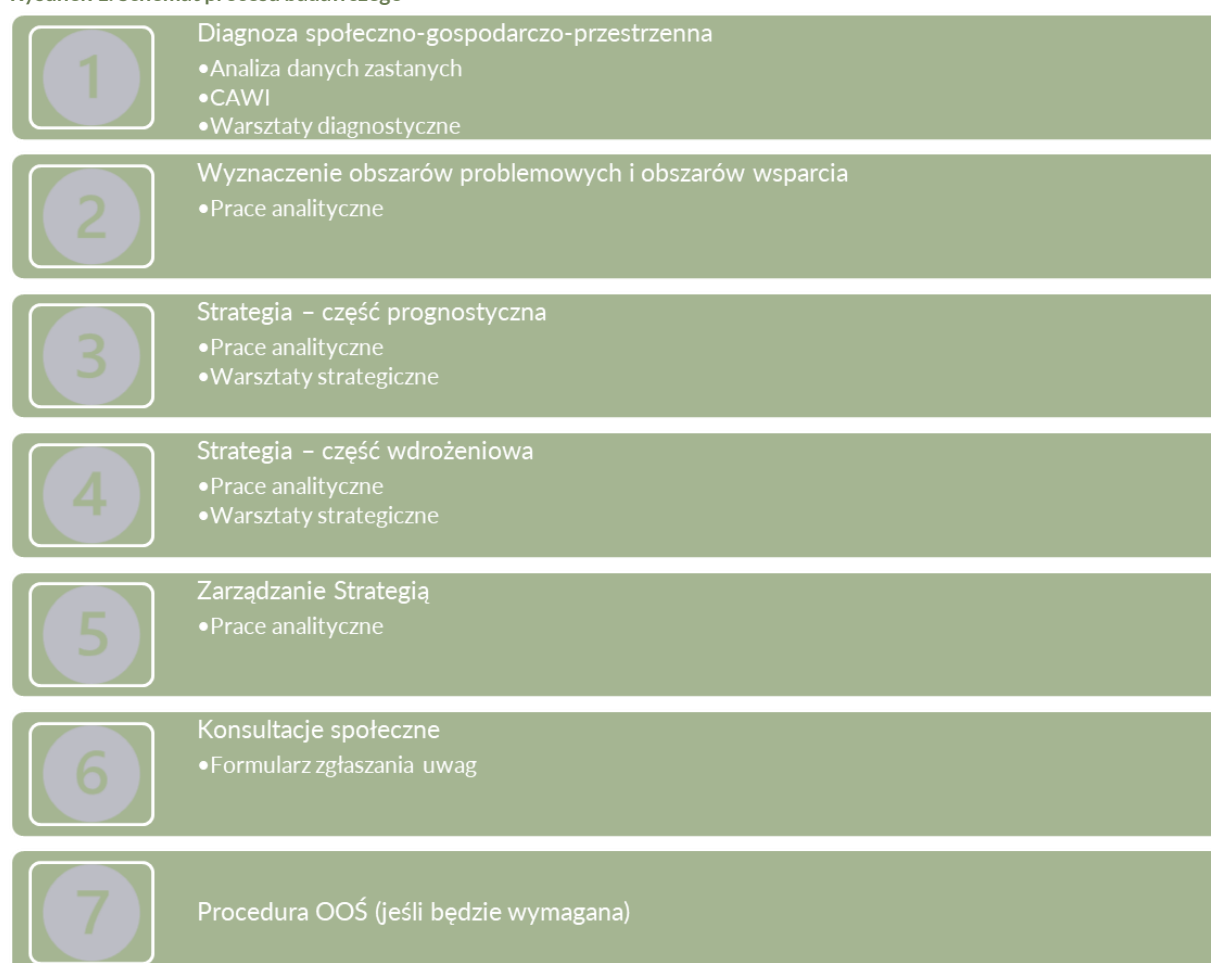 1
Diagnoza społeczno-gospodarczo-przestrzenna
•Analiza danych zastanych
•CAWI
•Warsztaty diagnostyczne
2
Wyznaczenie obszarów problemowych i obszarów wsparcia
•Prace analityczne
3
Strategia – część prognostyczna
•Prace analityczne
•Warsztaty strategiczne
4
Strategia – część wdrożeniowa
•Prace analityczne
•Warsztaty strategiczne
5
Zarządzanie Strategią
•Prace analityczne
6
Konsultacje społeczne
•Formularz zgłaszania uwag
7
Procedura OOŚ (jeśli będzie wymagana)